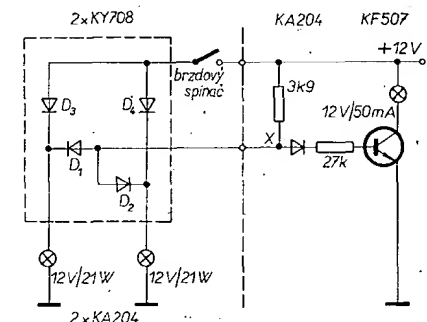 2xKY708
KA204
KF507
+12V
brzdový
spínač
3k9
12V/50mA
D₃
D₄
X
D₁
27k
D₂
12V/21W
12V/21W
2xKA204